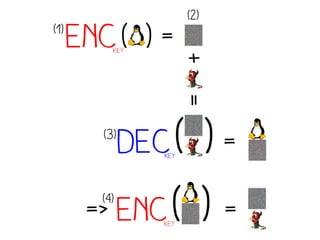 (2)
(1) ENC KEY ( ) =
+
=
(3) DEC KEY ( ) =
(4) => ENC KEY ( ) =